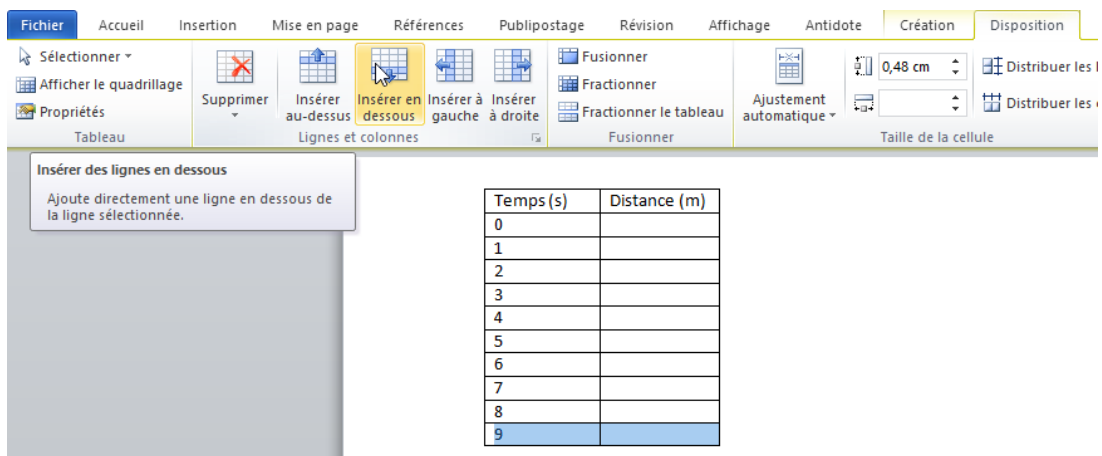 Fichier Accueil Insertion Mise en page Références Publipostage Révision Affichage Antidote Création Disposition
Sélectionner
Afficher le quadrillage
Propriétés
Tableau
Supprimer
Insérer
au-dessus
Insérer en
dessous
Insérer à
gauche
Insérer
à droite
Lignes et colonnes
Fusionner
Fractionner
Fractionner le tableau
Fusionner
Ajustement
automatique
0,48 cm
Distribuer les
Distribuer les
Taille de la cellule
Insérer des lignes en dessous
Ajoute directement une ligne en dessous de
la ligne sélectionnée.
Temps (s) Distance (m)
0
1
2
3
4
5
6
7
8
9